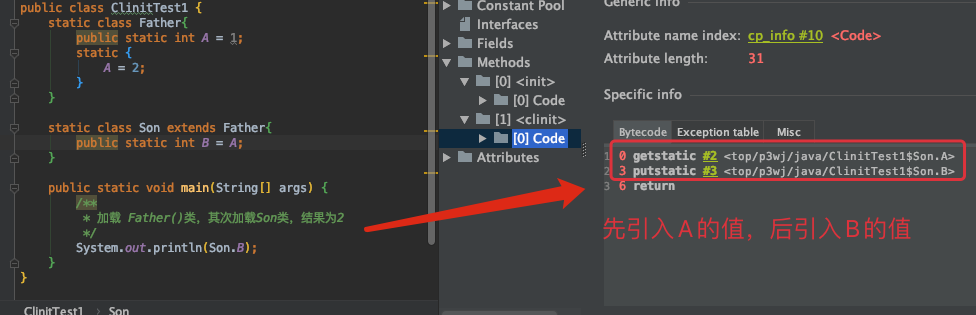 public class ClinitTest1 {
static class Father{
public static int A = 1;
static {
A = 2;
}
}
static class Son extends Father{
public static int B = A;
}
public static void main(String[] args) {
/**
* 加载 Father()类，其次加载Son类，结果为2
*/
System.out.println(Son.B);
}
}
ClinitTest1 › Son
Constant Pool
Interfaces
Fields
Methods
[0] <init>
[0] Code
[1] <clinit>
[0] Code
Attributes
Generic info
Attribute name index: cp_info #10 <Code>
Attribute length: 31
Specific info
Bytecode Exception table Misc
1 0 getstatic #2 <top/p3wj/java/ClinitTest1$Son.A>
2 3 putstatic #3 <top/p3wj/java/ClinitTest1$Son.B>
3 6 return
先引入A的值，后引入B的值